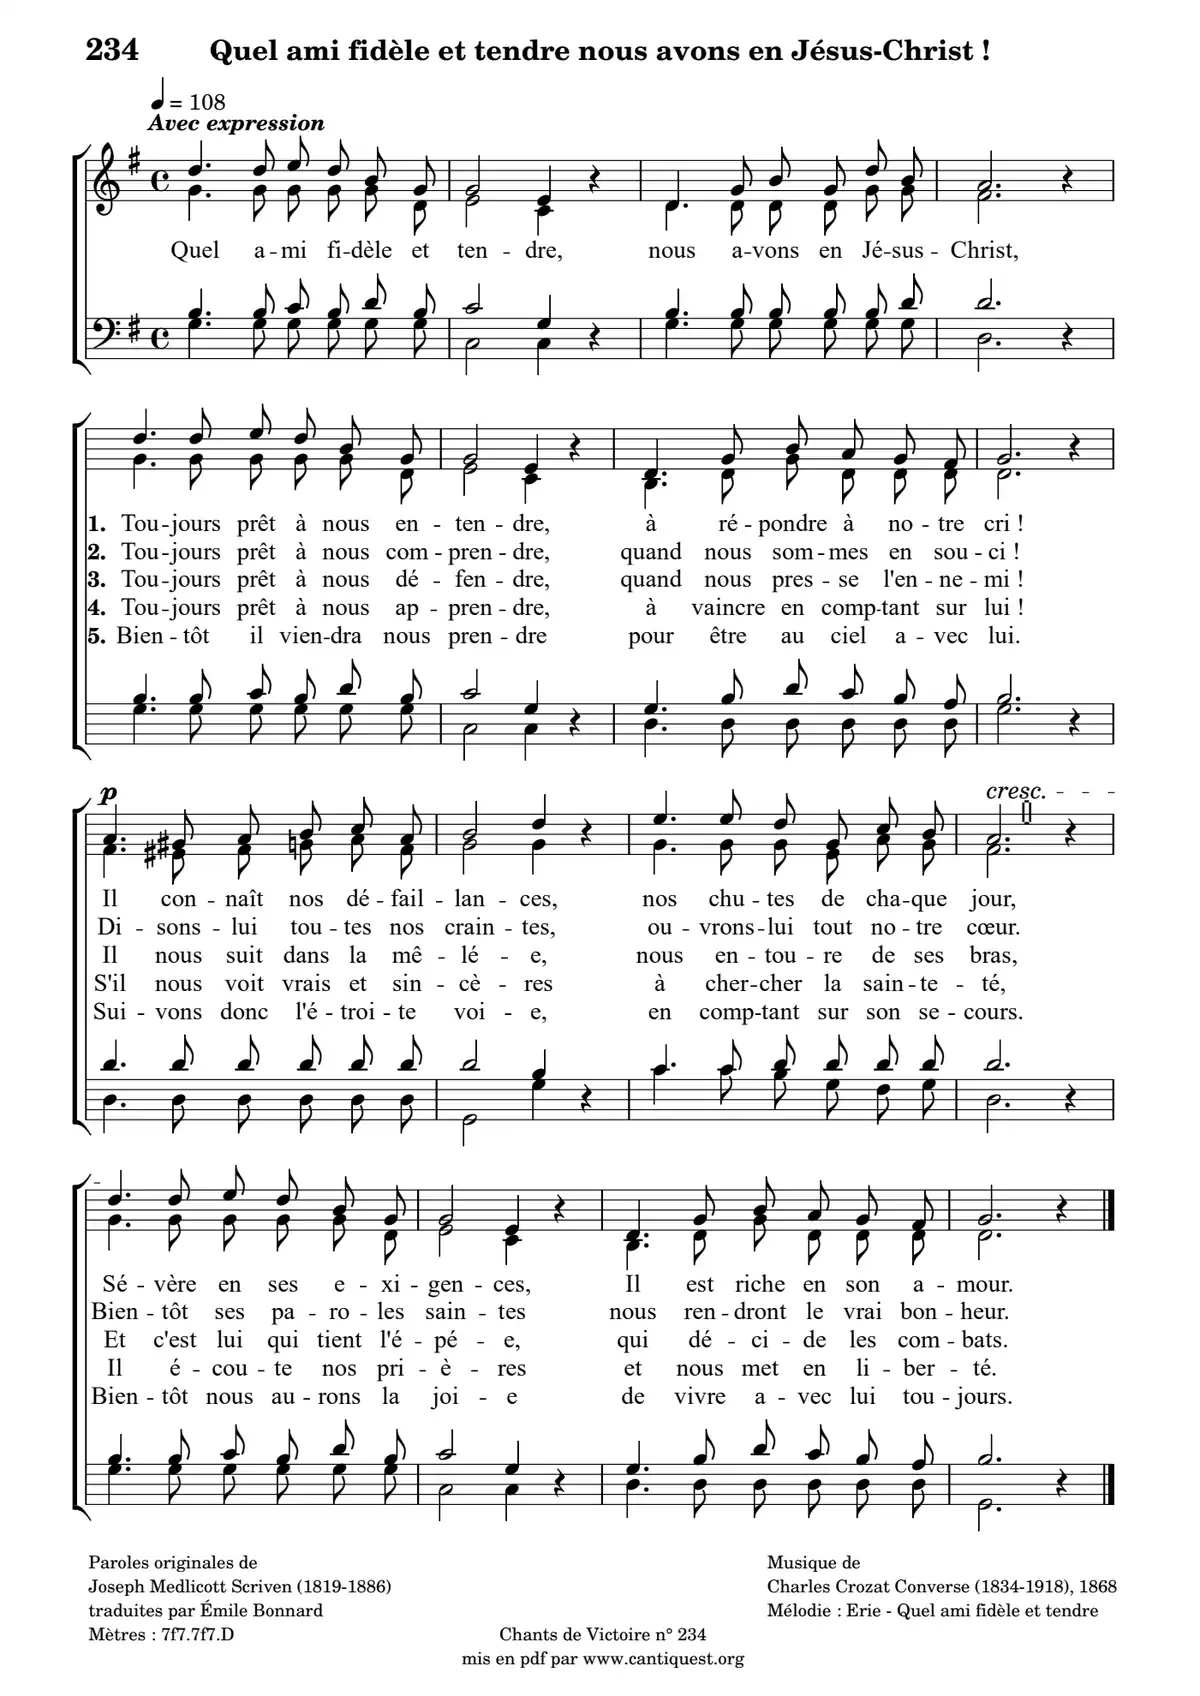 234 Quel ami fidèle et tendre nous avons en Jésus-Christ !
= 108
Avec expression
Quel a - mi fi - dèle et ten - dre, nous a - vons en Jé - sus - Christ,
1. Tou - jours prêt à nous en - ten - dre, à ré - pondre à no - tre cri !
2. Tou - jours prêt à nous com - pren - dre, quand nous som - mes en sou - ci !
3. Tou - jours prêt à nous dé - fen - dre, quand nous pres - se l'en - ne - mi !
4. Tou - jours prêt à nous ap - pren - dre, à vaincre en comp - tant sur lui !
5. Bien - tôt il vien - dra nous pren - dre pour être au ciel a - vec lui.
p cresc.
Il con - naît nos dé - fail - lan - ces, nos chu - tes de cha - que jour,
Di - sons - lui tou - tes nos crain - tes, ou - vrons - lui tout no - tre cœur.
Il nous suit dans la mê - lé - e, nous en - tou - re de ses bras,
S'il nous voit vrais et sin - cè - res à cher - cher la sain - te - té,
Sui - vons donc l'é - troi - te voi - e, en comp - tant sur son se - cours.
Sé - vère en ses e - xi - gen - ces, Il est riche en son a - mour.
Bien - tôt ses pa - ro - les sain - tes nous ren - dront le vrai bon - heur.
Et c'est lui qui tient l'é - pé - e, qui dé - ci - de les com - bats.
Il é - cou - te nos pri - è - res et nous met en li - ber - té.
Bien - tôt nous au - rons la joi - e de vivre a - vec lui tou - jours.
Paroles originales de
Joseph Medlicott Scriven (1819-1886)
traduites par Émile Bonnard
Mètres : 7f7.7f7.D
Musique de
Charles Crozat Converse (1834-1918), 1868
Mélodie : Erie - Quel ami fidèle et tendre
Chants de Victoire n° 234
mis en pdf par www.cantiquest.org